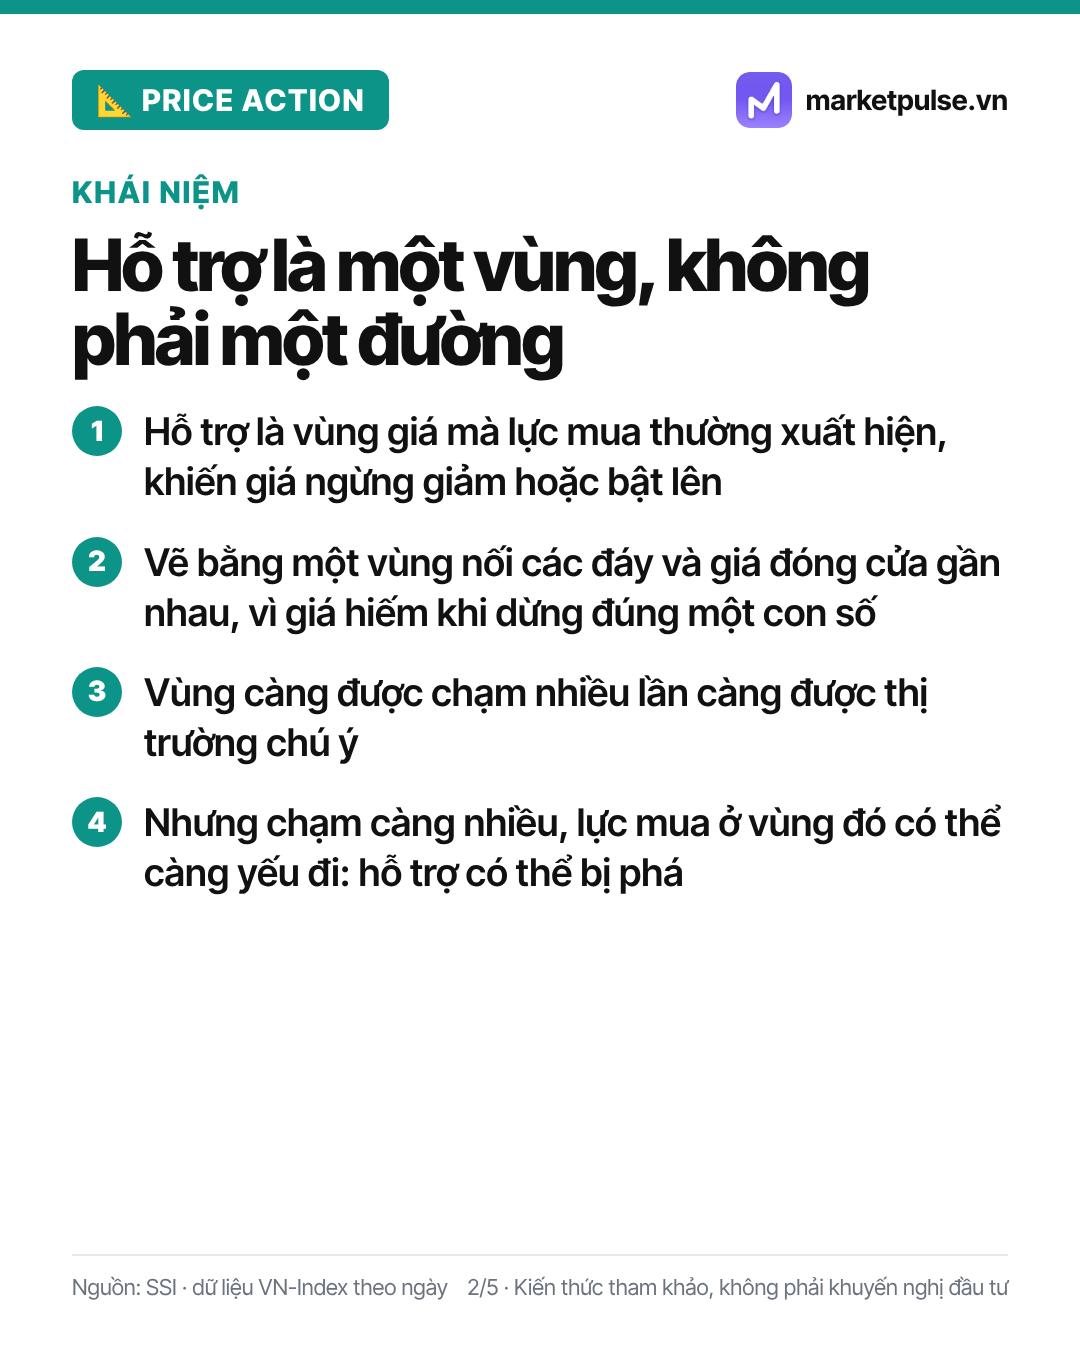 📐 PRICE ACTION
marketpulse.vn
KHÁI NIỆM
Hỗ trợ là một vùng, không
phải một đường
1 Hỗ trợ là vùng giá mà lực mua thường xuất hiện,
khiến giá ngừng giảm hoặc bật lên
2 Vẽ bằng một vùng nối các đáy và giá đóng cửa gần
nhau, vì giá hiếm khi dừng đúng một con số
3 Vùng càng được chạm nhiều lần càng được thị
trường chú ý
4 Nhưng chạm càng nhiều, lực mua ở vùng đó có thể
càng yếu đi: hỗ trợ có thể bị phá
Nguồn: SSI · dữ liệu VN-Index theo ngày 2/5 · Kiến thức tham khảo, không phải khuyến nghị đầu tư